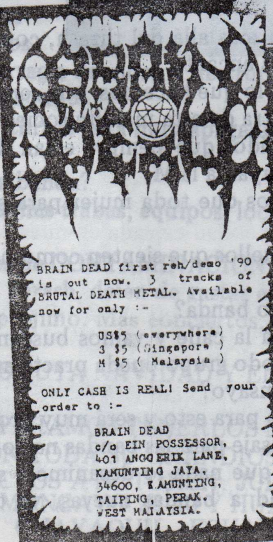 BRAIN DEAD first reh/demo '90
is out now. 3 tracks of
BRUTAL DEATH METAL. Available
now for only :-
US$5 (everywhere)
S $5 (Singapore )
M $5 ( Malaysia )
ONLY CASH IS REAL! Send your
order to :-
BRAIN DEAD
c/o EIN POSSESSOR,
401 ANGGERIK LANE,
KAMUNTING JAYA,
34600, KAMUNTING,
TAIPING, PERAK.
WEST MALAYSIA.